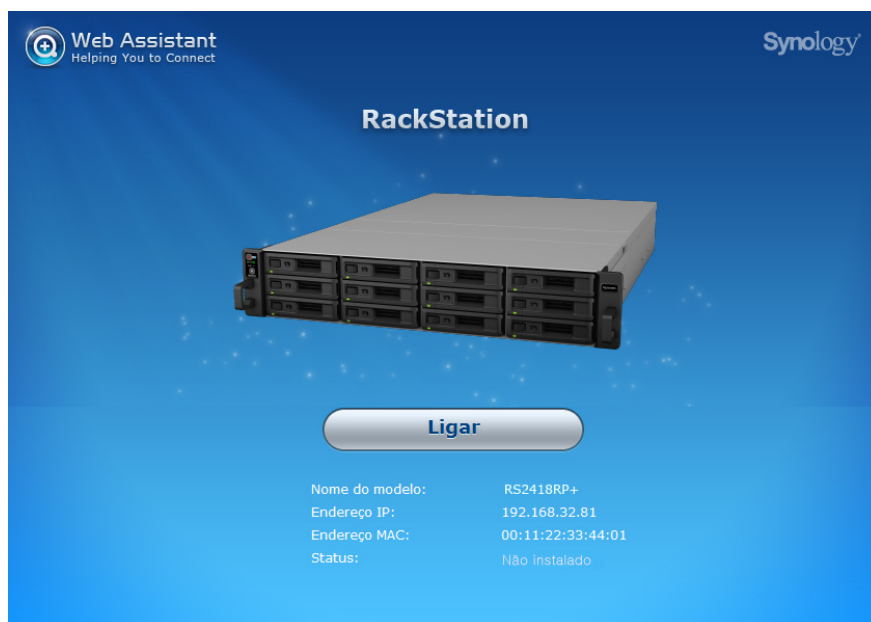 Web Assistant
Helping You to Connect
Synology
RackStation
Ligar
Nome do modelo: RS2418RP+
Endereço IP: 192.168.32.81
Endereço MAC: 00:11:22:33:44:01
Status: Não instalado